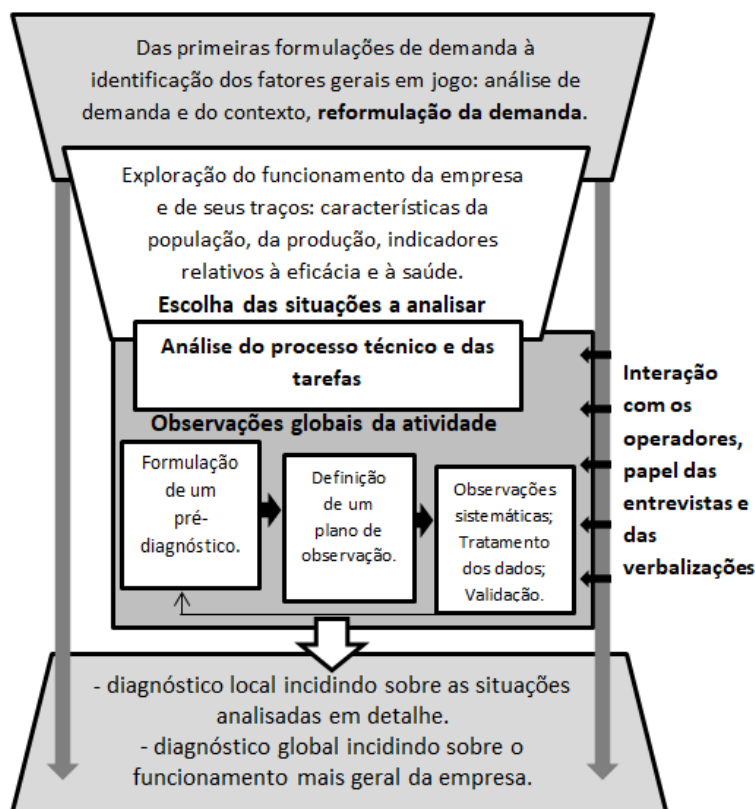 Das primeiras formulações de demanda à
identificação dos fatores gerais em jogo: análise de
demanda e do contexto, reformulação da demanda.
Exploração do funcionamento da empresa
e de seus traços: características da
população, da produção, indicadores
relativos à eficácia e à saúde.
Escolha das situações a analisar
Análise do processo técnico e das
tarefas
Observações globais da atividade
Formulação
de um
pré-
diagnóstico.
Definição
de um
plano de
observação.
Observações
sistemáticas;
Tratamento
dos dados;
Validação.
Interação
com os
operadores,
papel das
entrevistas e
das
verbalizações
- diagnóstico local incidindo sobre as situações
analisadas em detalhe.
- diagnóstico global incidindo sobre o
funcionamento mais geral da empresa.